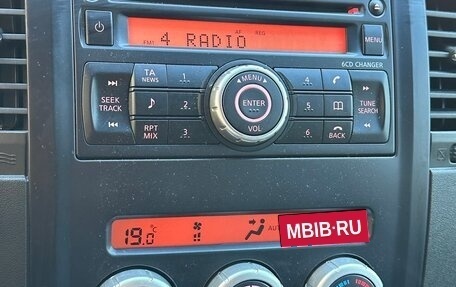 AF REG
FM1 4 RADIO
MENU
6CD CHANGER
SEEK TRACK
TA NEWS
1
2
3
RPT MIX
MENU
ENTER
VOL
4
5
6
BACK
TUNE SEARCH
19.0 °C
AUTO
MBIB-RU